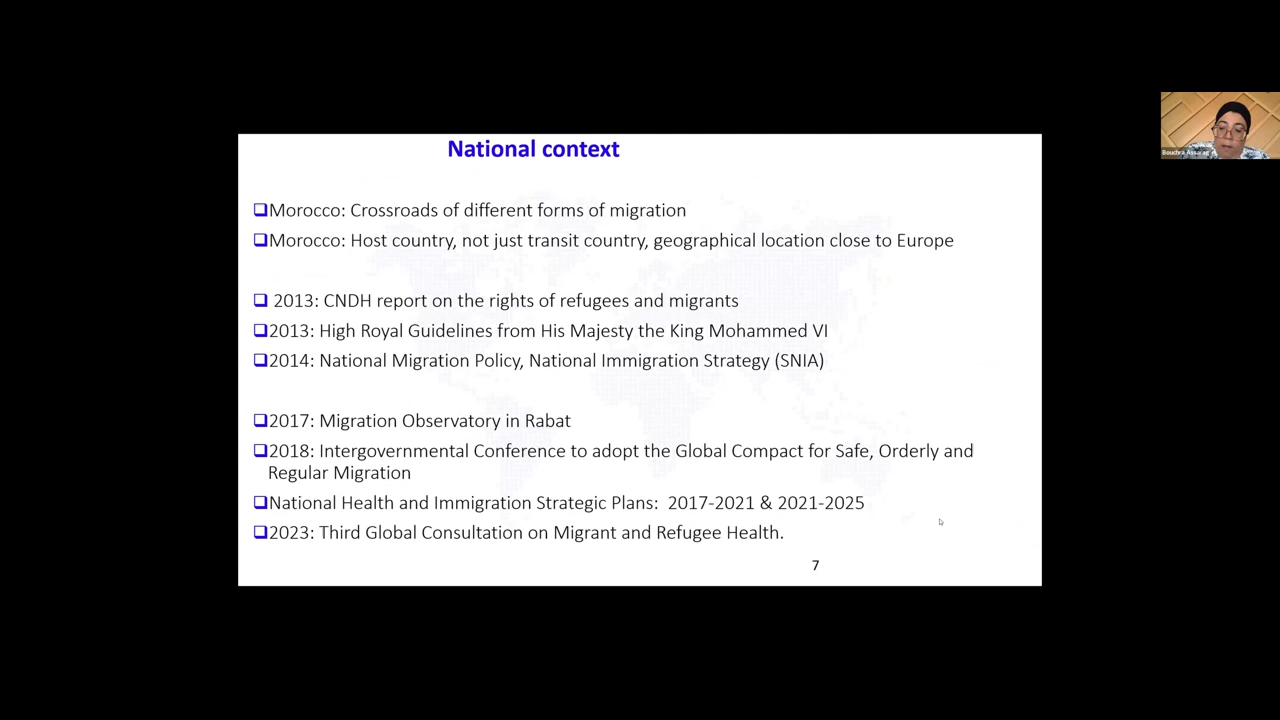 National context
❑Morocco: Crossroads of different forms of migration
❑Morocco: Host country, not just transit country, geographical location close to Europe
❑ 2013: CNDH report on the rights of refugees and migrants
❑2013: High Royal Guidelines from His Majesty the King Mohammed VI
❑2014: National Migration Policy, National Immigration Strategy (SNIA)
❑2017: Migration Observatory in Rabat
❑2018: Intergovernmental Conference to adopt the Global Compact for Safe, Orderly and
Regular Migration
❑National Health and Immigration Strategic Plans: 2017-2021 & 2021-2025
❑2023: Third Global Consultation on Migrant and Refugee Health.
7
Bouchra Assarag